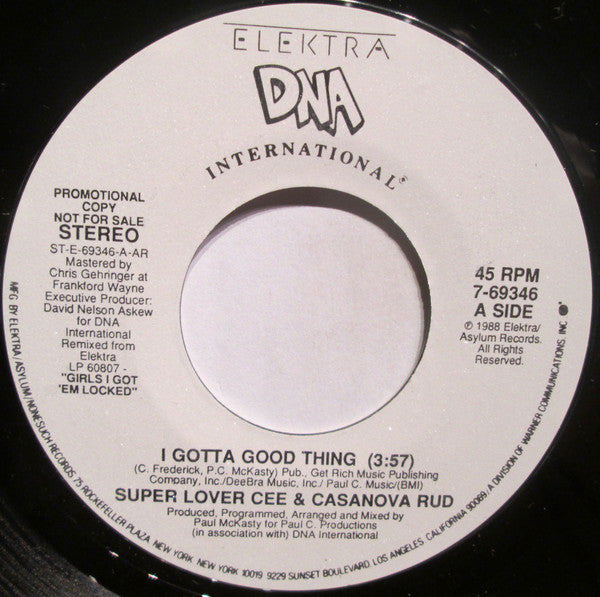 ELEKTRA
DNA
INTERNATIONAL®
PROMOTIONAL
COPY
NOT FOR SALE
STEREO
ST-E-69346-A-AR
Mastered by
Chris Gehringer at
Frankford Wayne
Executive Producer:
David Nelson Askew
for DNA
International
Remixed from
Elektra
LP 60807 -
"GIRLS I GOT
'EM LOCKED"
45 RPM
7-69346
A SIDE
℗ 1988 Elektra/
Asylum Records.
All Rights
Reserved.
I GOTTA GOOD THING (3:57)
(C. Frederick, P.C. McKasty) Pub., Get Rich Music Publishing
Company, Inc./DeeBra Music, Inc./ Paul C. Music/(BMI)
SUPER LOVER CEE & CASANOVA RUD
Produced, Programmed, Arranged and Mixed by
Paul McKasty for Paul C. Productions
(in association with) DNA International
MFG. BY ELEKTRA/ASYLUM/NONESUCH RECORDS 75 ROCKEFELLER PLAZA, NEW YORK, NEW YORK 10019 9229 SUNSET BOULEVARD, LOS ANGELES, CALIFORNIA 90069, A DIVISION OF WARNER COMMUNICATIONS, INC.